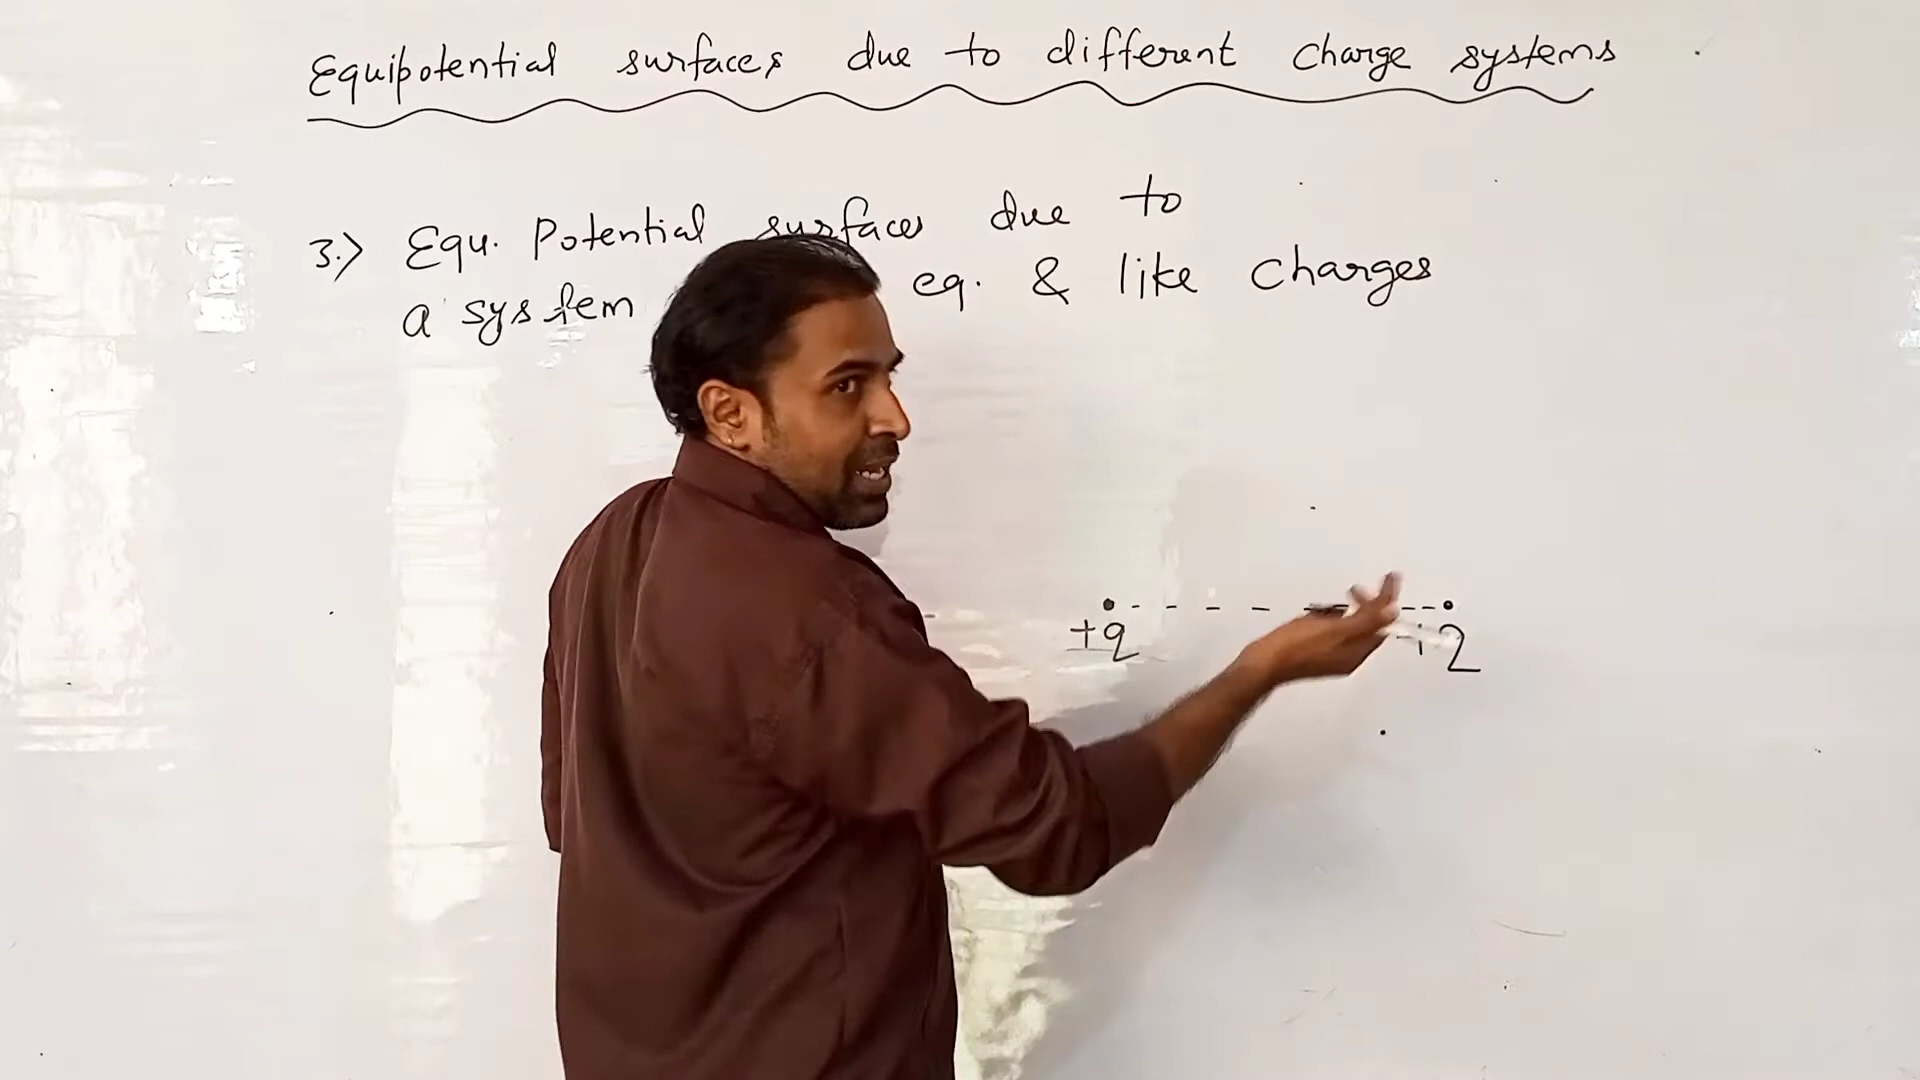 Equipotential surfaces due to different charge systems
3.) Equ. Potential surfaces due to
a system eq. & like charges
+q +q